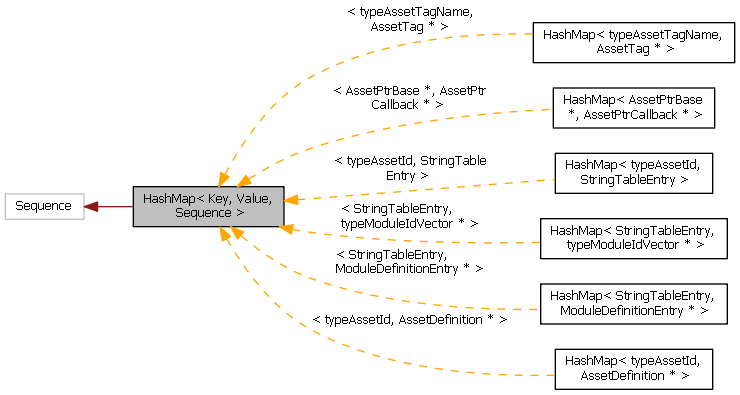 Sequence
HashMap< Key, Value,
Sequence >
< typeAssetTagName,
AssetTag * >
HashMap< typeAssetTagName,
AssetTag * >
< AssetPtrBase *, AssetPtr
Callback * >
HashMap< AssetPtrBase
*, AssetPtrCallback * >
< typeAssetId, StringTable
Entry >
HashMap< typeAssetId,
StringTableEntry >
< StringTableEntry,
typeModuleIdVector * >
HashMap< StringTableEntry,
typeModuleIdVector * >
< StringTableEntry,
ModuleDefinitionEntry * >
HashMap< StringTableEntry,
ModuleDefinitionEntry * >
< typeAssetId, AssetDefinition * >
HashMap< typeAssetId,
AssetDefinition * >